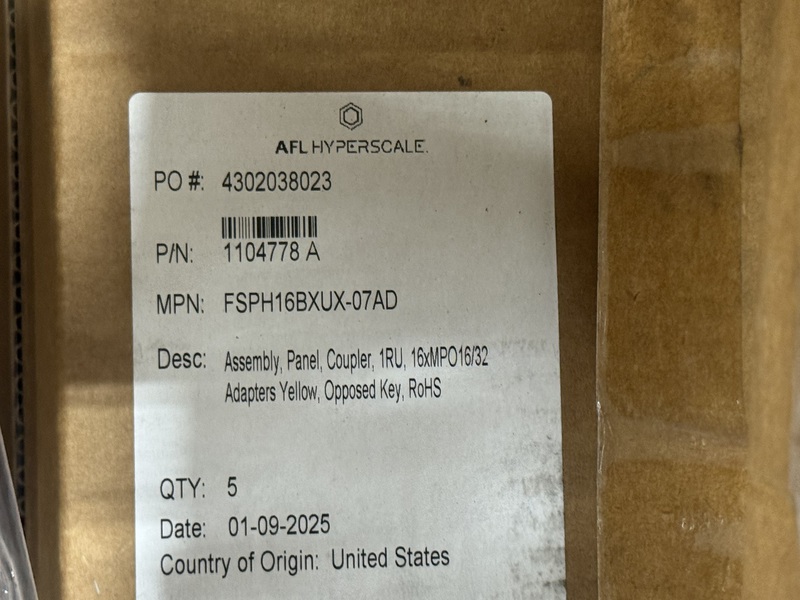 AFL HYPERSCALE.
PO #: 4302038023
P/N: 1104778 A
MPN: FSPH16BXUX-07AD
Desc: Assembly, Panel, Coupler, 1RU, 16xMPO16/32
Adapters Yellow, Opposed Key, RoHS
QTY: 5
Date: 01-09-2025
Country of Origin: United States